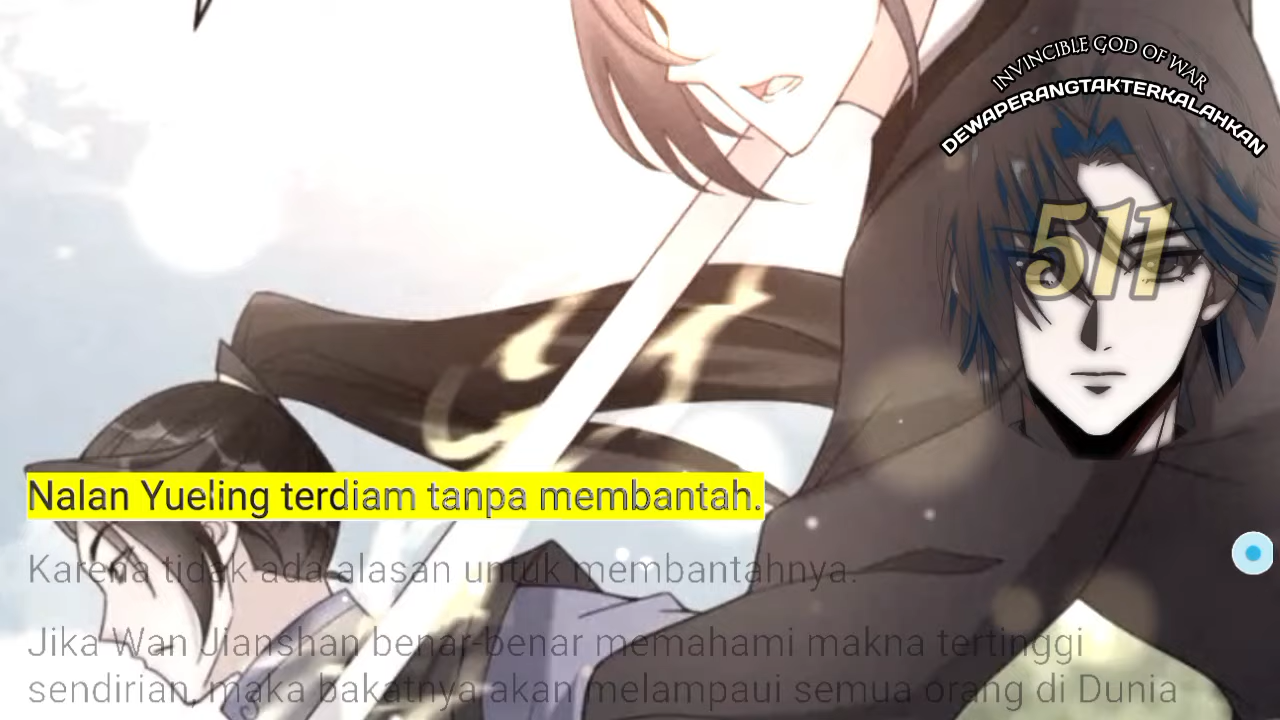 INVINCIBLE GOD OF WAR
DEWAPERANGTAKTERKALAHKAN
511
Nalan Yueling terdiam tanpa membantah.
Karena tidak ada alasan untuk membantahnya.
Jika Wan Jianshan benar-benar memahami makna tertinggi
sendirian, maka bakatnya akan melampaui semua orang di Dunia